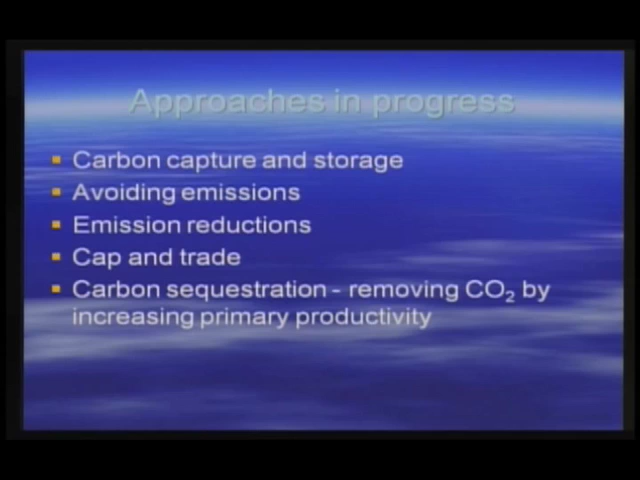 Approaches in progress
Carbon capture and storage
Avoiding emissions
Emission reductions
Cap and trade
Carbon sequestration - removing CO₂ by
increasing primary productivity